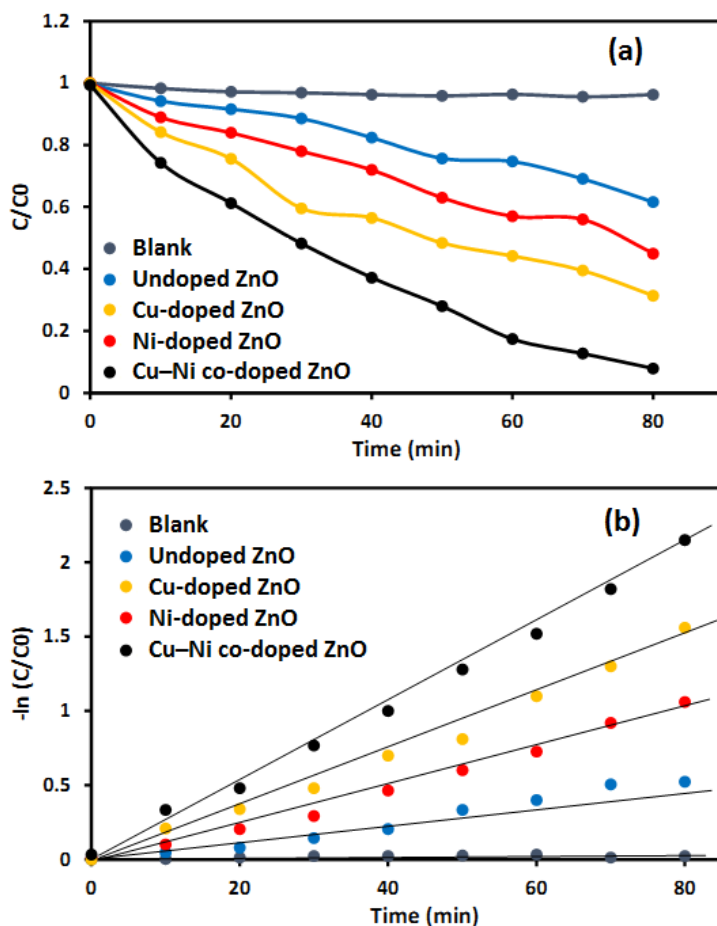 (a)
1.2
1
0.8
0.6
0.4
0.2
0
C/C0
Blank
Undoped ZnO
Cu-doped ZnO
Ni-doped ZnO
Cu–Ni co-doped ZnO
0 20 40 60 80
Time (min)
(b)
2.5
2
1.5
1
0.5
0
-ln (C/C0)
Blank
Undoped ZnO
Cu-doped ZnO
Ni-doped ZnO
Cu–Ni co-doped ZnO
0 20 40 60 80
Time (min)